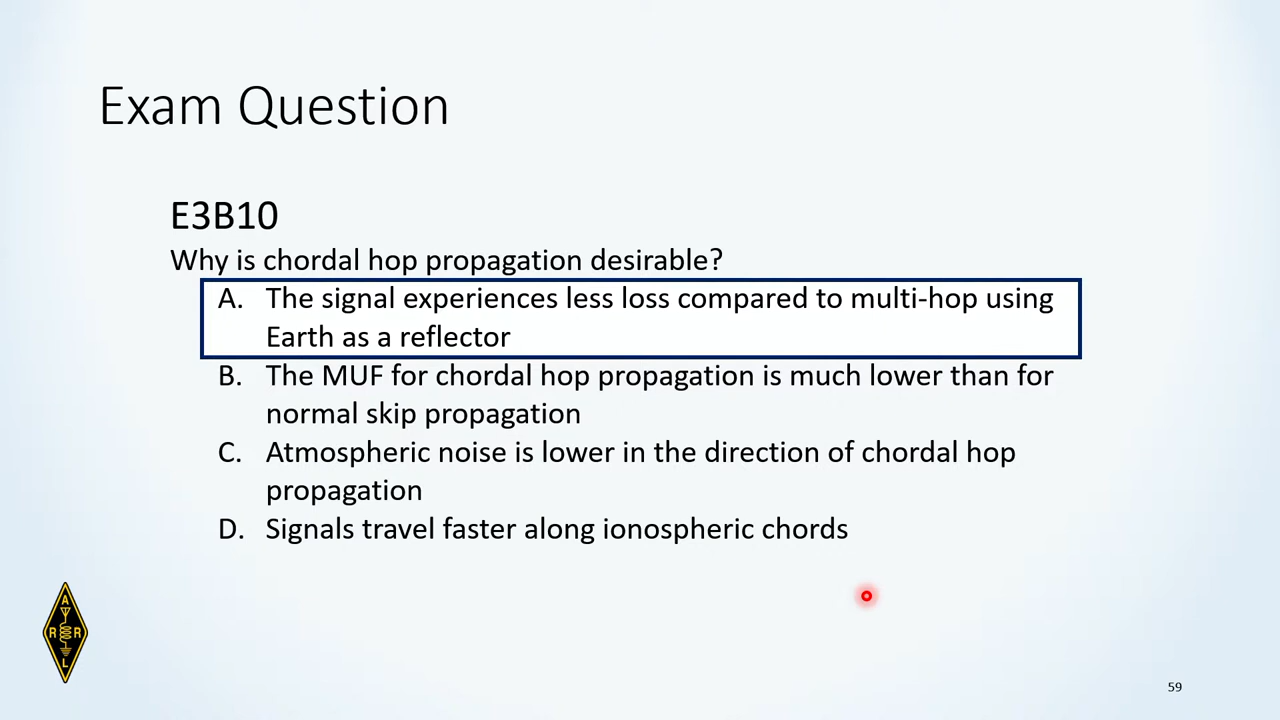 Exam Question
E3B10
Why is chordal hop propagation desirable?
A. The signal experiences less loss compared to multi-hop using
Earth as a reflector
B. The MUF for chordal hop propagation is much lower than for
normal skip propagation
C. Atmospheric noise is lower in the direction of chordal hop
propagation
D. Signals travel faster along ionospheric chords
A
R R
L
59